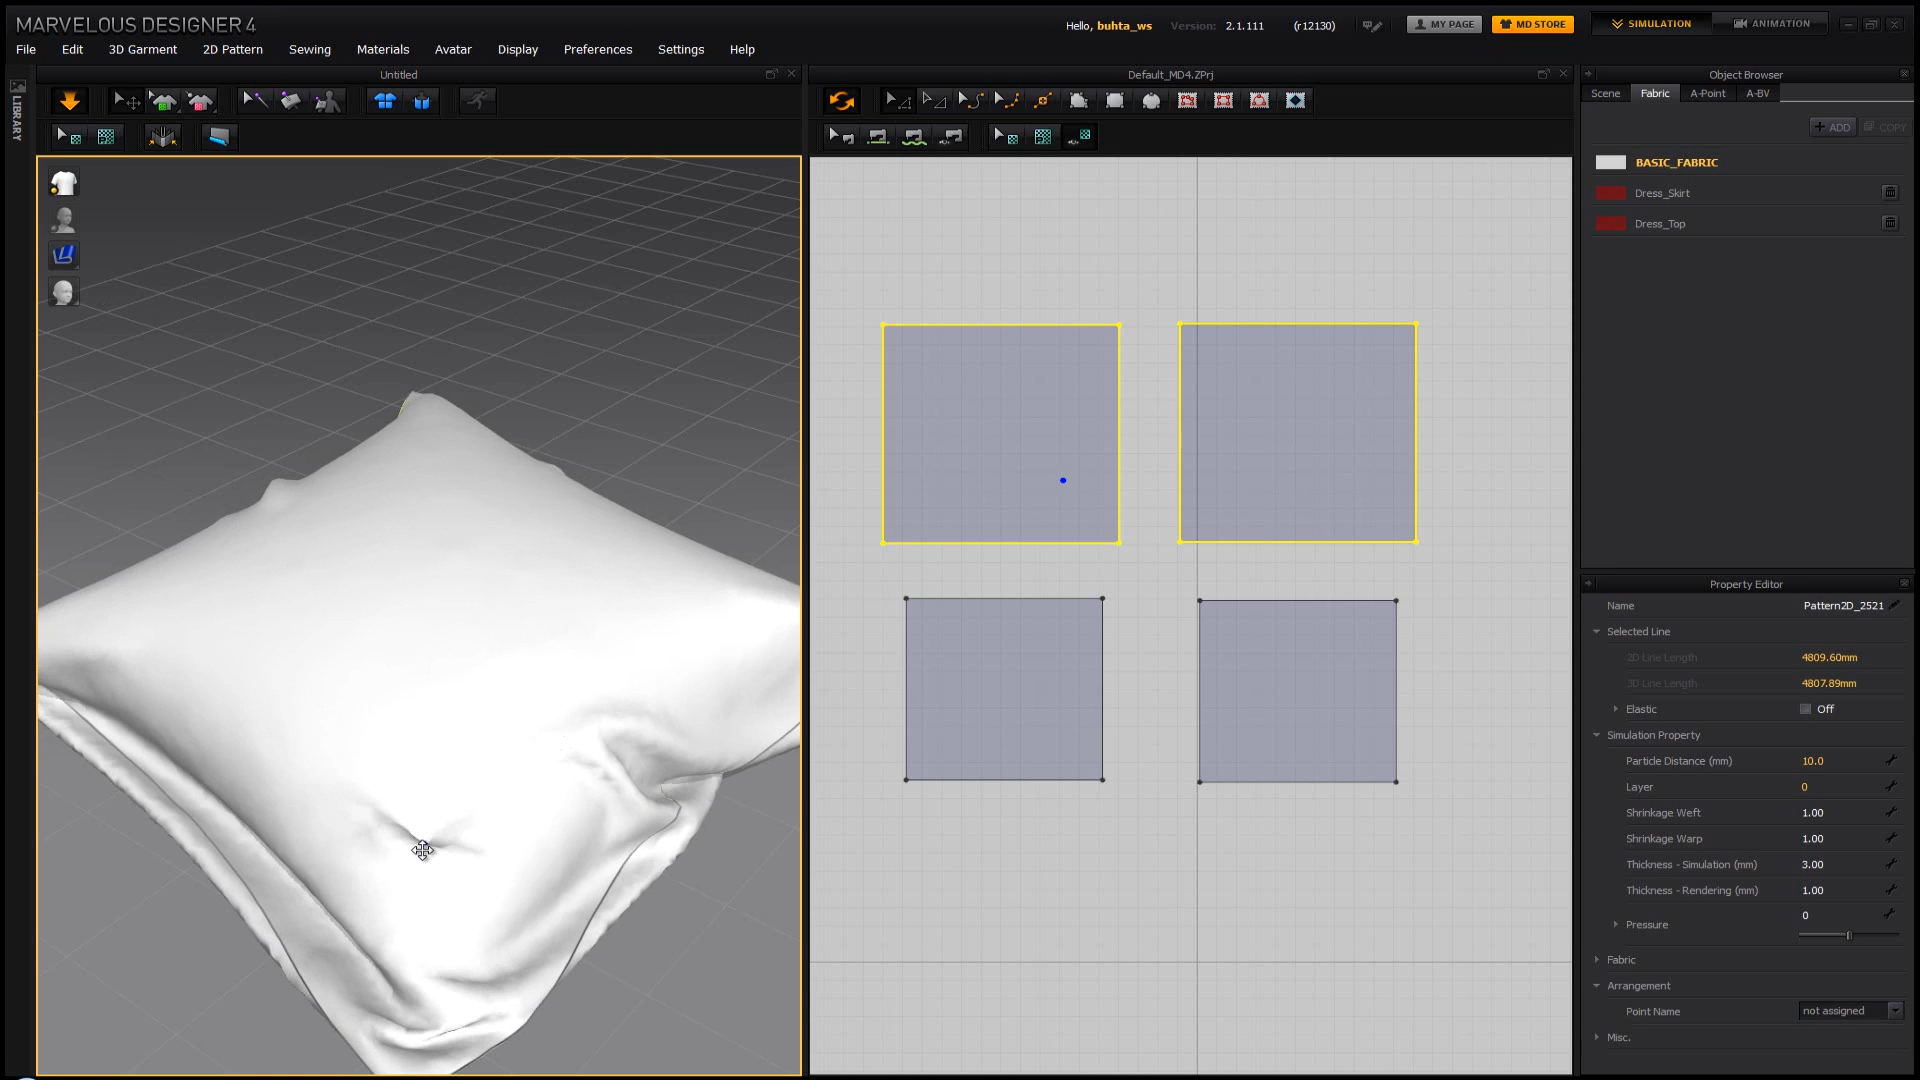 MARVELOUS DESIGNER 4
Hello, buhta_ws Version: 2.1.111 (r12130) MY PAGE MD STORE SIMULATION ANIMATION
File Edit 3D Garment 2D Pattern Sewing Materials Avatar Display Preferences Settings Help
LIBRARY
Untitled
Default_MD4.ZPrj
Object Browser
Scene Fabric A-Point A-BV
+ ADD COPY
BASIC_FABRIC
Dress_Skirt
Dress_Top
Property Editor
Name Pattern2D_2521
Selected Line
2D Line Length 4809.60mm
3D Line Length 4807.89mm
Elastic Off
Simulation Property
Particle Distance (mm) 10.0
Layer 0
Shrinkage Weft 1.00
Shrinkage Warp 1.00
Thickness - Simulation (mm) 3.00
Thickness - Rendering (mm) 1.00
Pressure 0
Fabric
Arrangement
Point Name not assigned
Misc.